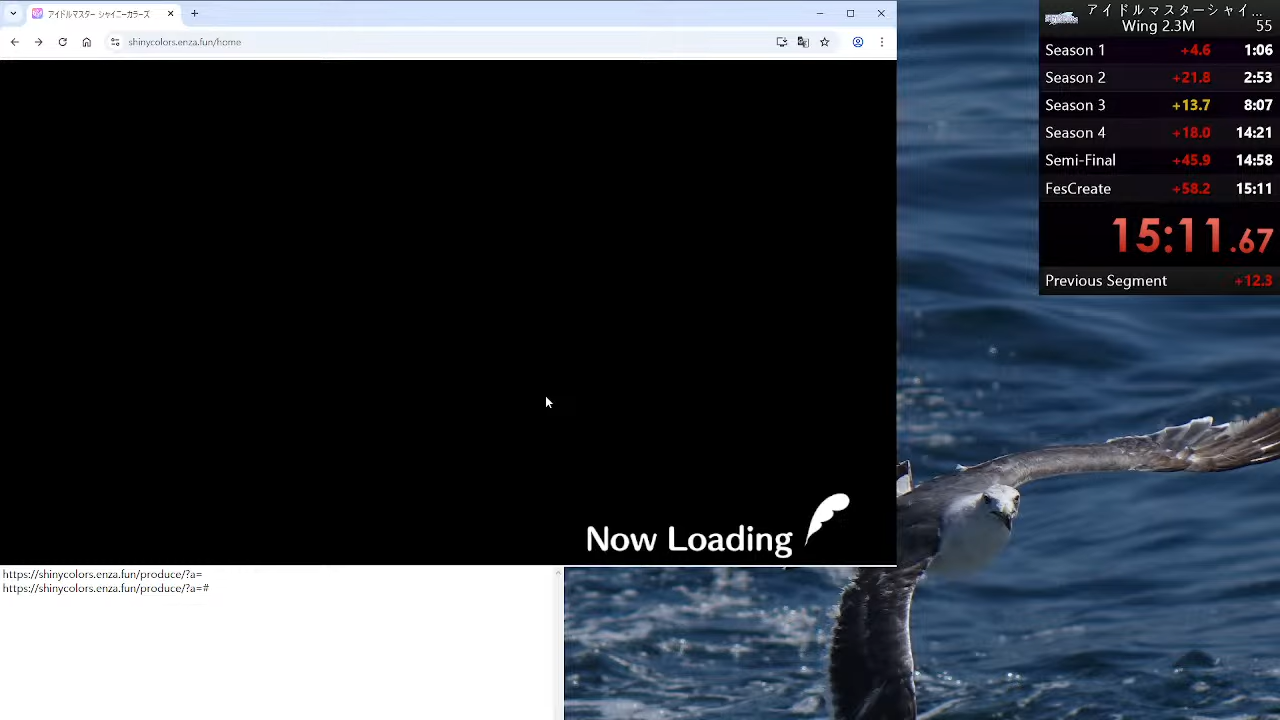 アイドルマスター シャイニーカラーズ
shinycolors.enza.fun/home
Now Loading
https://shinycolors.enza.fun/produce/?a=
https://shinycolors.enza.fun/produce/?a=#
アイドルマスターシャイ...
Wing 2.3M 55
Season 1 +4.6 1:06
Season 2 +21.8 2:53
Season 3 +13.7 8:07
Season 4 +18.0 14:21
Semi-Final +45.9 14:58
FesCreate +58.2 15:11
15:11.67
Previous Segment +12.3